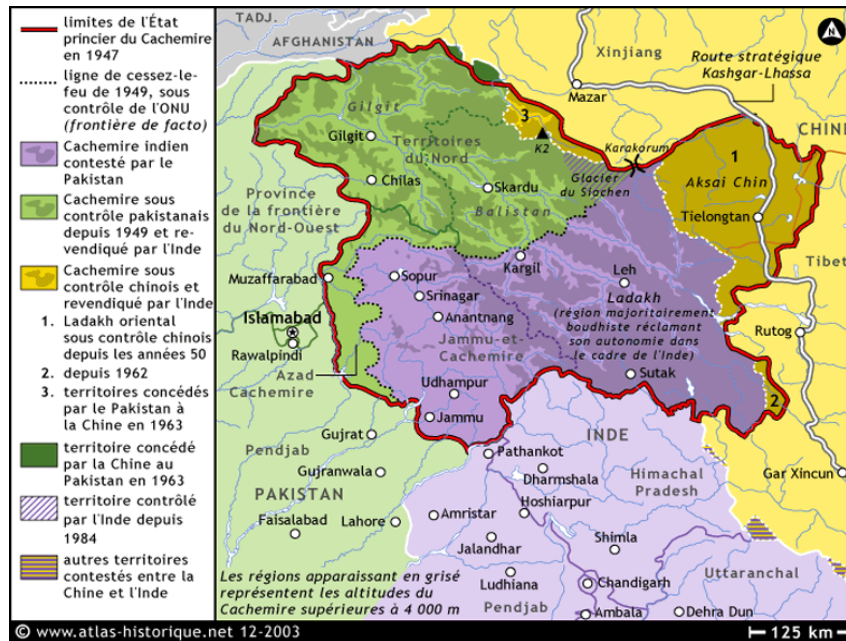 limites de l'État
princier du Cachemire
en 1947
ligne de cessez-le-
feu de 1949, sous
contrôle de l'ONU
(frontière de facto)
Cachemire indien
contesté par le
Pakistan
Cachemire sous
contrôle pakistanais
depuis 1949 et re-
vendiqué par l'Inde
Cachemire sous
contrôle chinois et
revendiqué par l'Inde
1. Ladakh oriental
sous contrôle chinois
depuis les années 50
2. depuis 1962
3. territoires concédés
par le Pakistan à
la Chine en 1963
territoire concédé
par la Chine au
Pakistan en 1963
territoire contrôlé
par l'Inde depuis
1984
autres territoires
contestés entre la
Chine et l'Inde
TADJ.
AFGHANISTAN
Xinjiang
Route stratégique
Kashgar-Lhassa
N
Mazar
CHINE
Gilgit
Gilgit
Territoires
du Nord
3
K2
Karakorum
1
Aksai Chin
Chilas
Skardu
Glacier
du Siachen
Tielongtan
Province
de la frontière
du Nord-Ouest
Balistan
Tibet
Muzaffarabad
Sopur
Kargil
Leh
Srinagar
Ladakh
(région majoritairement
boudhiste réclamant
son autonomie dans
le cadre de l'Inde)
Rutog
Islamabad
Anantnang
Rawalpindi
Jammu-et-
Cachemire
Azad
Cachemire
Udhampur
Sutak
2
Jammu
Gujrat
INDE
Pendjab
Pathankot
Gar Xincun
Gujranwala
Dharmshala
Himachal
Pradesh
PAKISTAN
Hoshiarpur
Faisalabad
Lahore
Amristar
Shimla
Jalandhar
Uttaranchal
Les régions apparaissant en grisé
représentent les altitudes du
Cachemire supérieures à 4 000 m
Ludhiana
Chandigarh
Pendjab
Ambala
Dehra Dun
© www.atlas-historique.net 12-2003
125 km